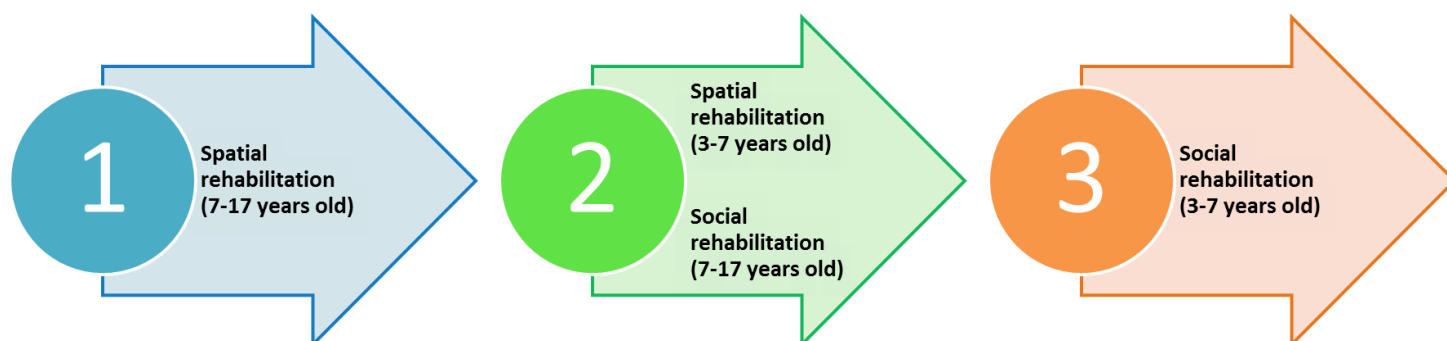 1
Spatial
rehabilitation
(7-17 years old)
2
Spatial
rehabilitation
(3-7 years old)
Social
rehabilitation
(7-17 years old)
3
Social
rehabilitation
(3-7 years old)